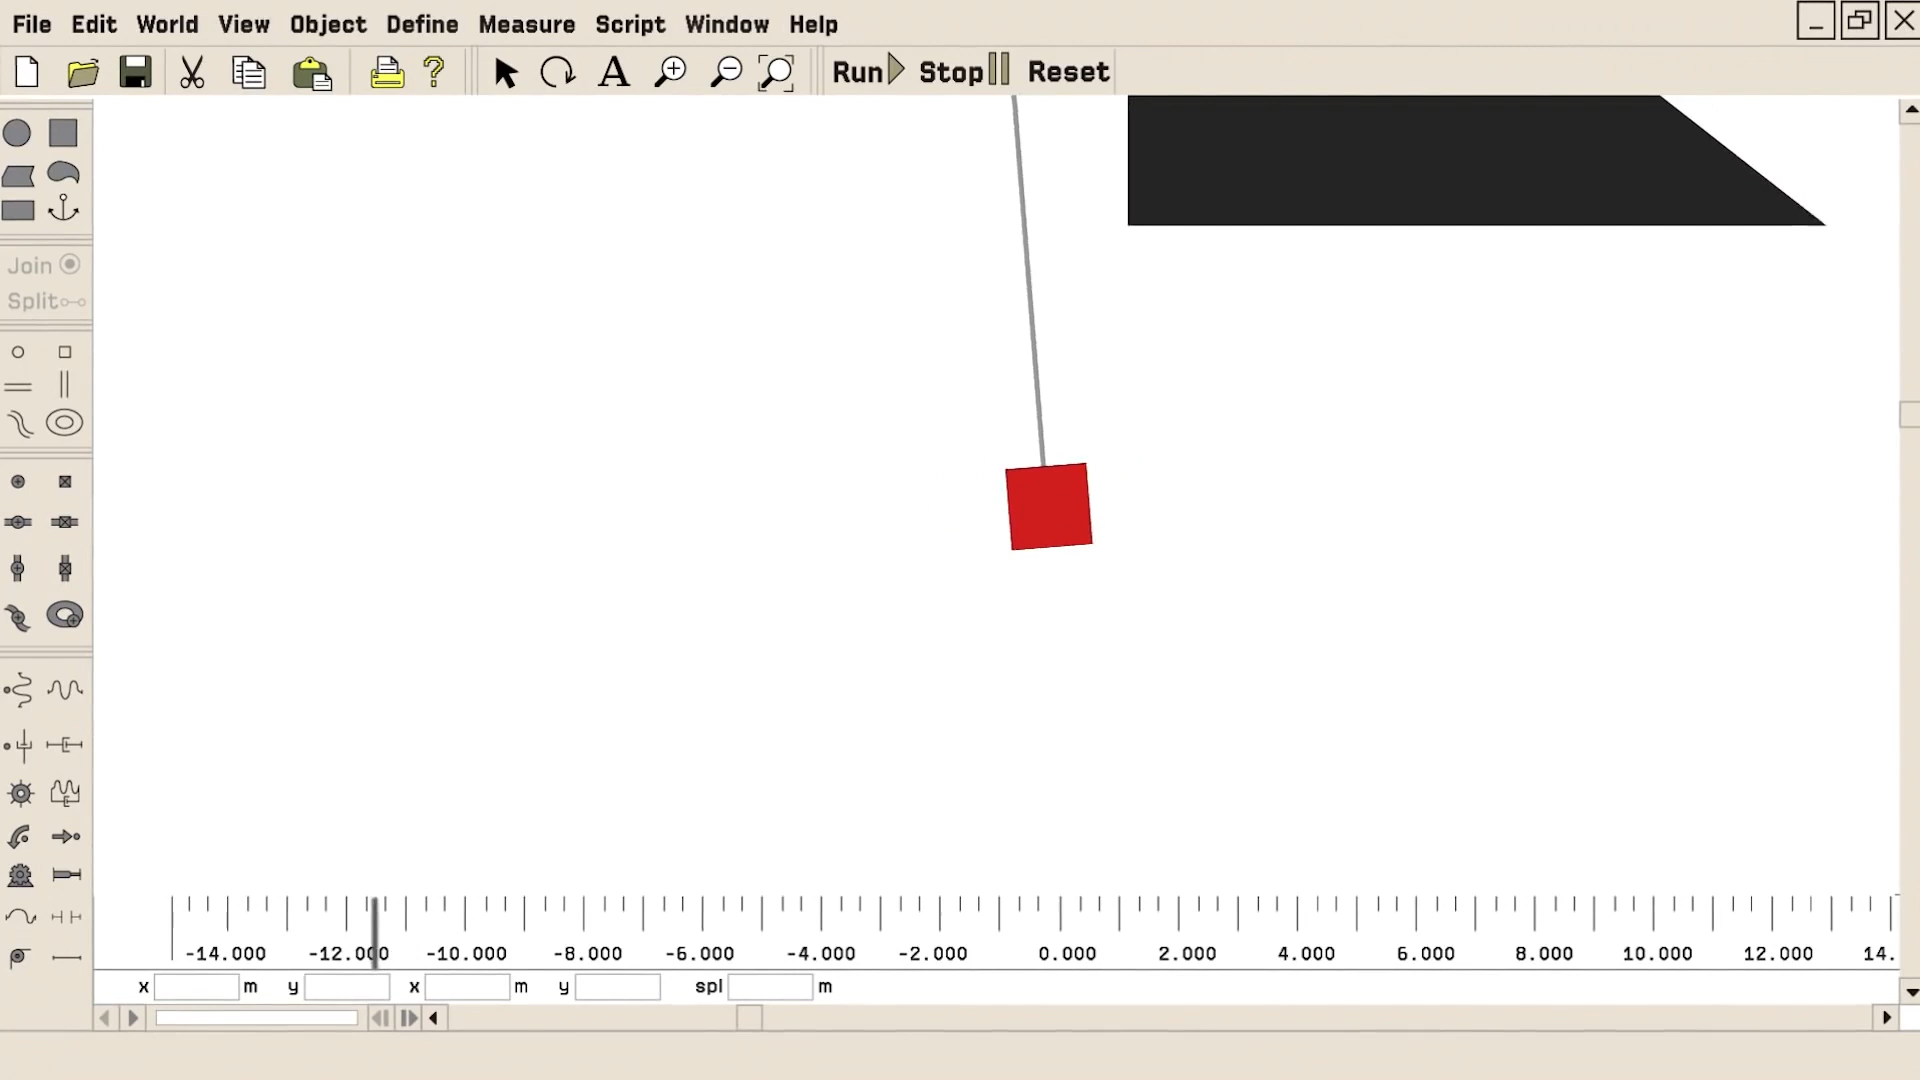 File Edit World View Object Define Measure Script Window Help
A Run Stop Reset
Join
Split
-14.000 -12.000 -10.000 -8.000 -6.000 -4.000 -2.000 0.000 2.000 4.000 6.000 8.000 10.000 12.000 14.
x m y x m y spl m